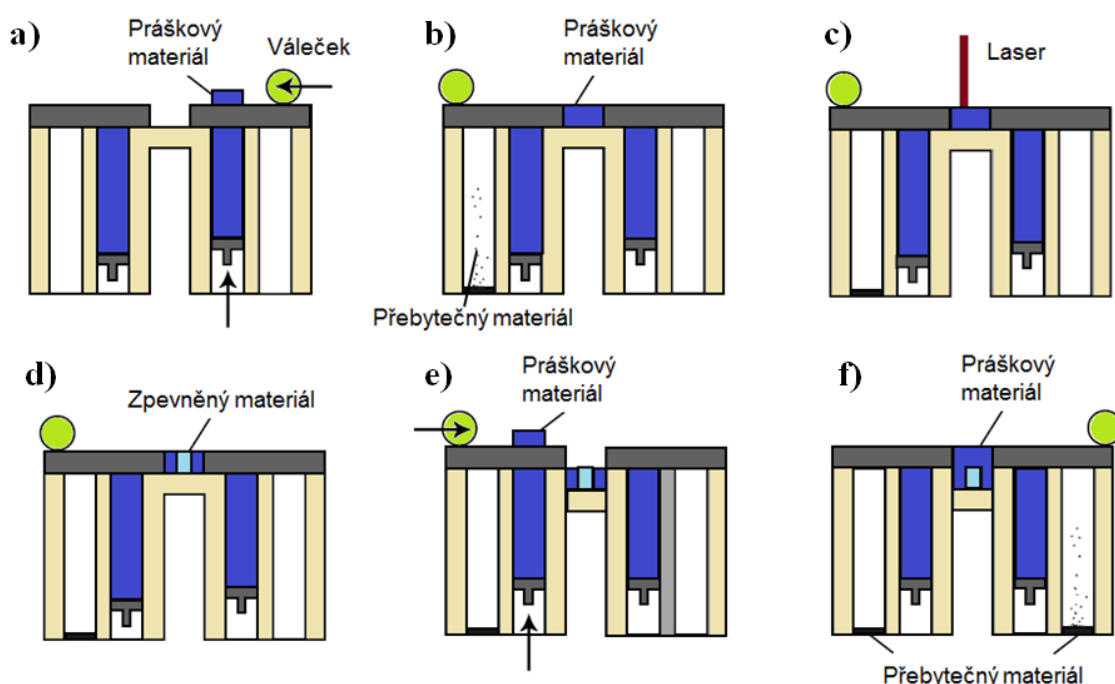 a)
Práškový
materiál
Váleček
b)
Práškový
materiál
Přebytečný materiál
c)
Laser
d)
Zpevněný materiál
e)
Práškový
materiál
f)
Práškový
materiál
Přebytečný materiál